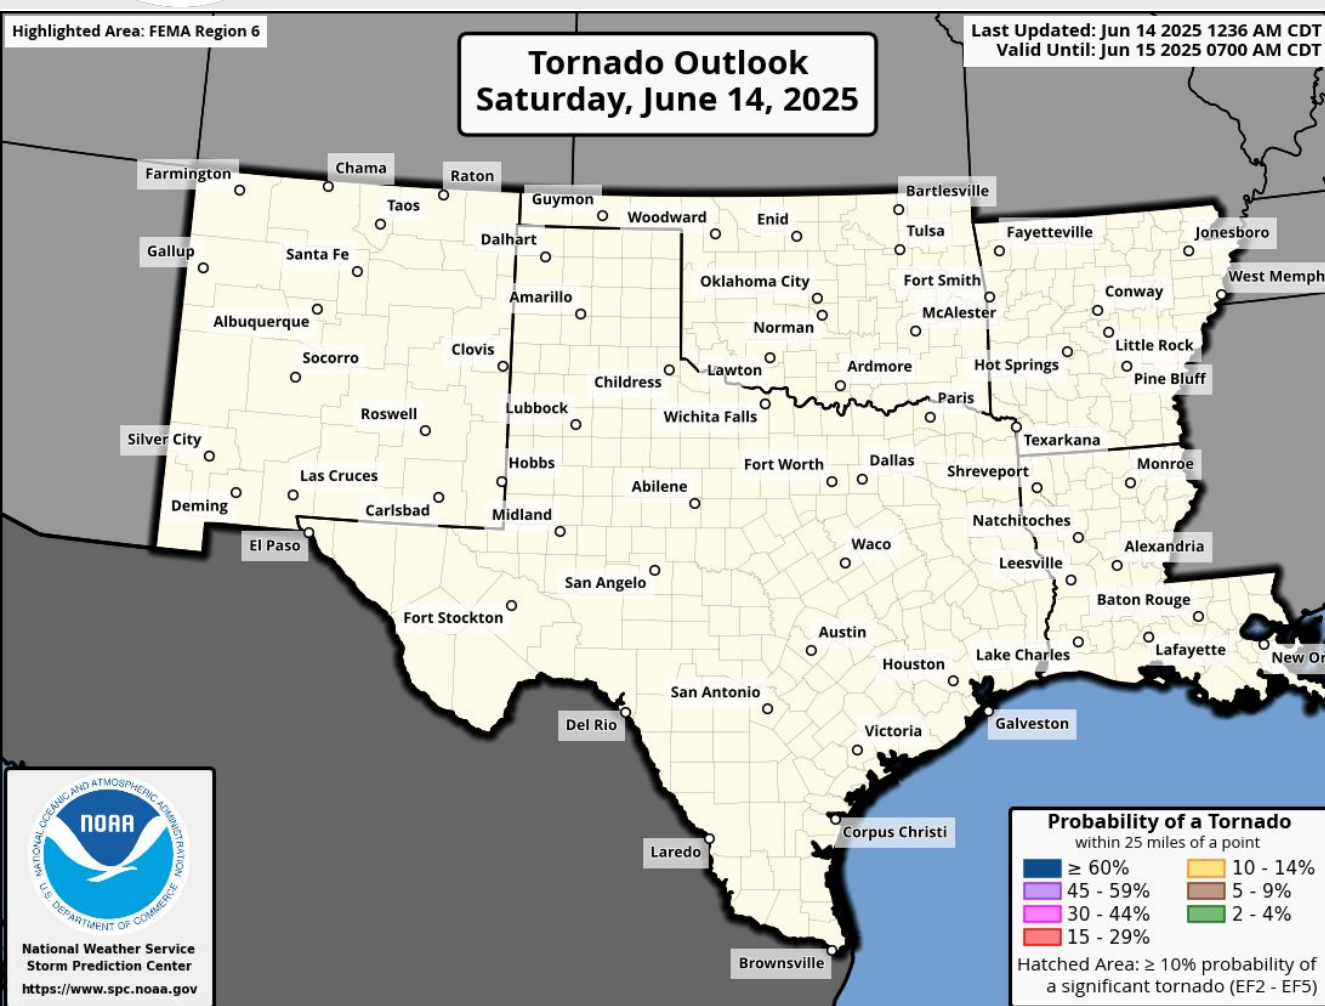 Highlighted Area: FEMA Region 6
Last Updated: Jun 14 2025 1236 AM CDT
Valid Until: Jun 15 2025 0700 AM CDT
Tornado Outlook
Saturday, June 14, 2025
Farmington
Chama
Raton
Taos
Guymon
Woodward
Enid
Bartlesville
Tulsa
Fayetteville
Jonesboro
Gallup
Santa Fe
Dalhart
Oklahoma City
Fort Smith
West Memph
Amarillo
Conway
Albuquerque
Norman
McAlester
Little Rock
Socorro
Clovis
Childress
Lawton
Ardmore
Hot Springs
Pine Bluff
Roswell
Lubbock
Wichita Falls
Paris
Silver City
Texarkana
Las Cruces
Hobbs
Fort Worth
Dallas
Shreveport
Monroe
Deming
Carlsbad
Abilene
Midland
Natchitoches
El Paso
Waco
Alexandria
San Angelo
Leesville
Fort Stockton
Baton Rouge
Austin
Lake Charles
Lafayette
New Or
Houston
San Antonio
Del Rio
Galveston
Victoria
Corpus Christi
Laredo
Brownsville
NATIONAL OCEANIC AND ATMOSPHERIC ADMINISTRATION
NOAA
U.S. DEPARTMENT OF COMMERCE
National Weather Service
Storm Prediction Center
https://www.spc.noaa.gov
Probability of a Tornado
within 25 miles of a point
≥ 60%
45 - 59%
30 - 44%
15 - 29%
10 - 14%
5 - 9%
2 - 4%
Hatched Area: ≥ 10% probability of
a significant tornado (EF2 - EF5)